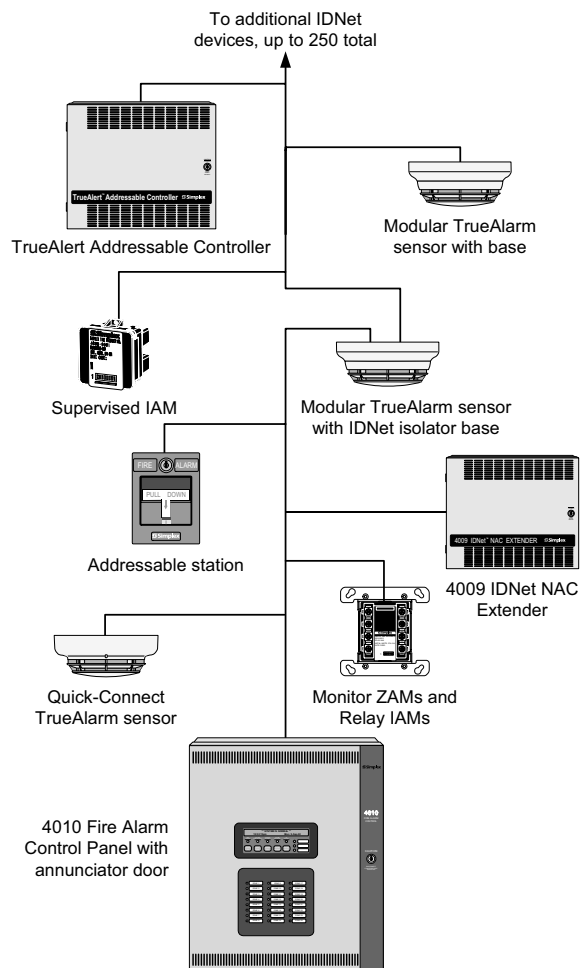 To additional IDNet
devices, up to 250 total
TrueAlert™ Addressable Controller Simplex
TrueAlert Addressable Controller
Modular TrueAlarm
sensor with base
Supervised IAM
Modular TrueAlarm sensor
with IDNet isolator base
FIRE ALARM
PULL DOWN
Simplex
Addressable station
4009 IDNet™ NAC EXTENDER Simplex
4009 IDNet NAC
Extender
Quick-Connect
TrueAlarm sensor
Monitor ZAMs and
Relay IAMs
Simplex
4010
4010 Fire Alarm
Control Panel with
annunciator door